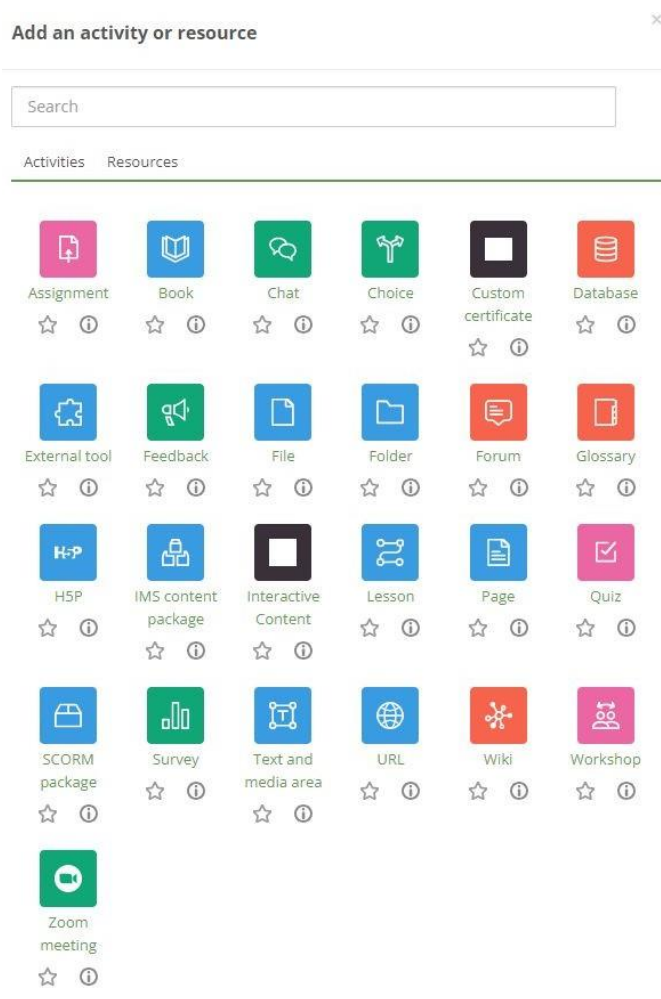 Add an activity or resource
×
Search
Activities Resources
Assignment Book Chat Choice Custom certificate Database
External tool Feedback File Folder Forum Glossary
H5P
H5P IMS content package Interactive Content Lesson Page Quiz
T
SCORM package Survey Text and media area URL Wiki Workshop
Zoom meeting